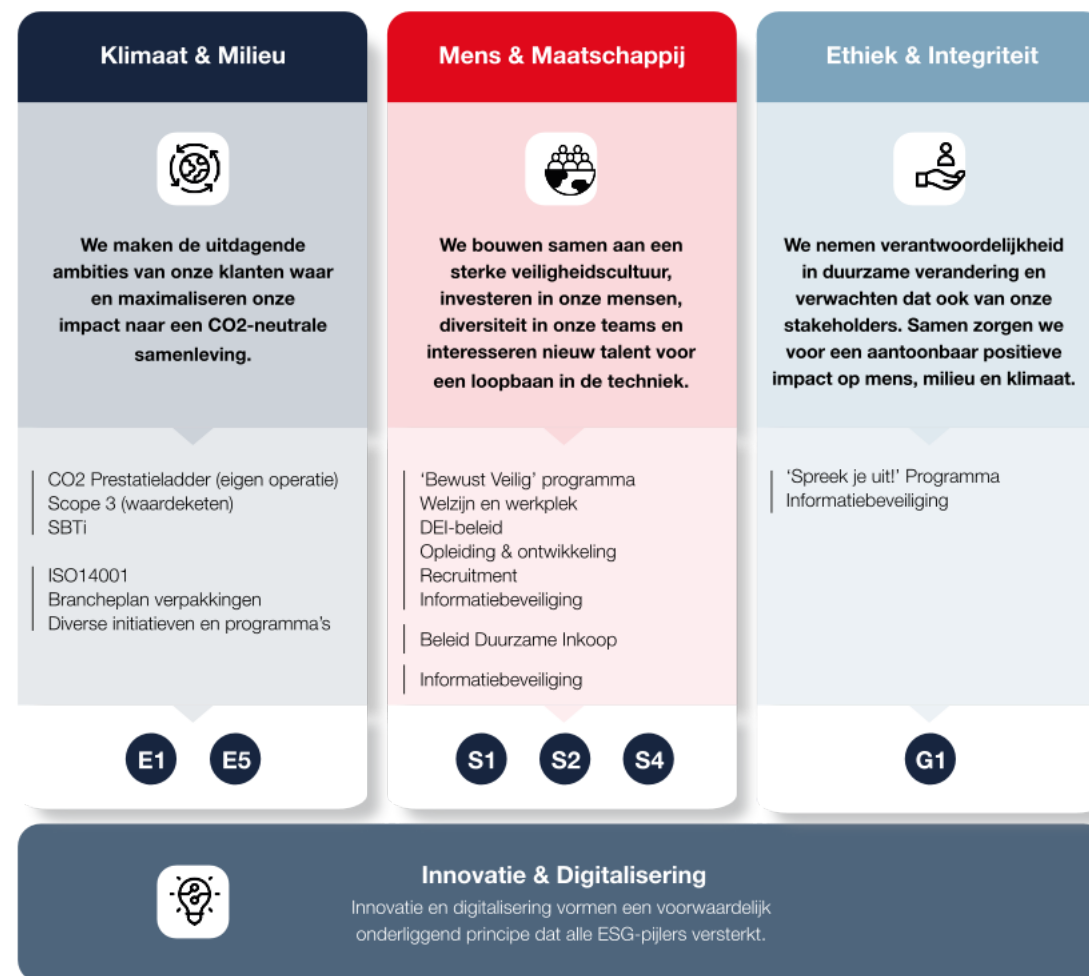 Klimaat & Milieu
We maken de uitdagende
ambities van onze klanten waar
en maximaliseren onze
impact naar een CO2-neutrale
samenleving.
CO2 Prestatieladder (eigen operatie)
Scope 3 (waardeketen)
SBTi
ISO14001
Brancheplan verpakkingen
Diverse initiatieven en programma's
E1
E5
Mens & Maatschappij
We bouwen samen aan een
sterke veiligheidscultuur,
investeren in onze mensen,
diversiteit in onze teams en
interesseren nieuw talent voor
een loopbaan in de techniek.
‘Bewust Veilig’ programma
Welzijn en werkplek
DEI-beleid
Opleiding & ontwikkeling
Recruitment
Informatiebeveiliging
Beleid Duurzame Inkoop
Informatiebeveiliging
S1
S2
S4
Ethiek & Integriteit
We nemen verantwoordelijkheid
in duurzame verandering en
verwachten dat ook van onze
stakeholders. Samen zorgen we
voor een aantoonbaar positieve
impact op mens, milieu en klimaat.
‘Spreek je uit!’ Programma
Informatiebeveiliging
G1
Innovatie & Digitalisering
Innovatie en digitalisering vormen een voorwaardelijk
onderliggend principe dat alle ESG-pijlers versterkt.